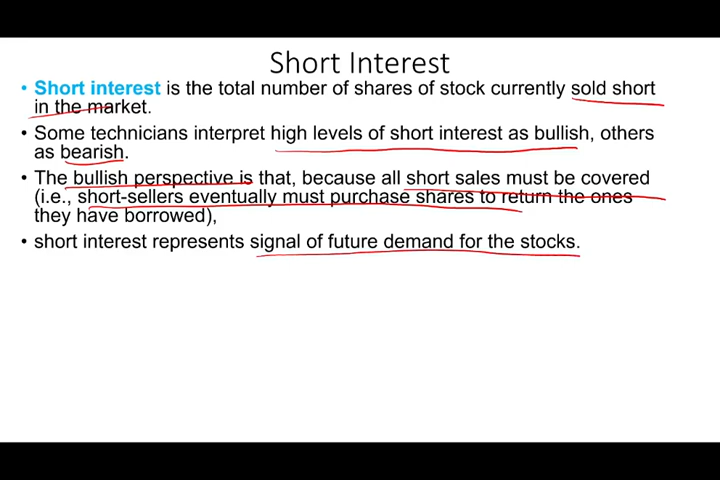 Short Interest
• Short interest is the total number of shares of stock currently sold short
in the market.
• Some technicians interpret high levels of short interest as bullish, others
as bearish.
• The bullish perspective is that, because all short sales must be covered
(i.e., short-sellers eventually must purchase shares to return the ones
they have borrowed),
• short interest represents signal of future demand for the stocks.